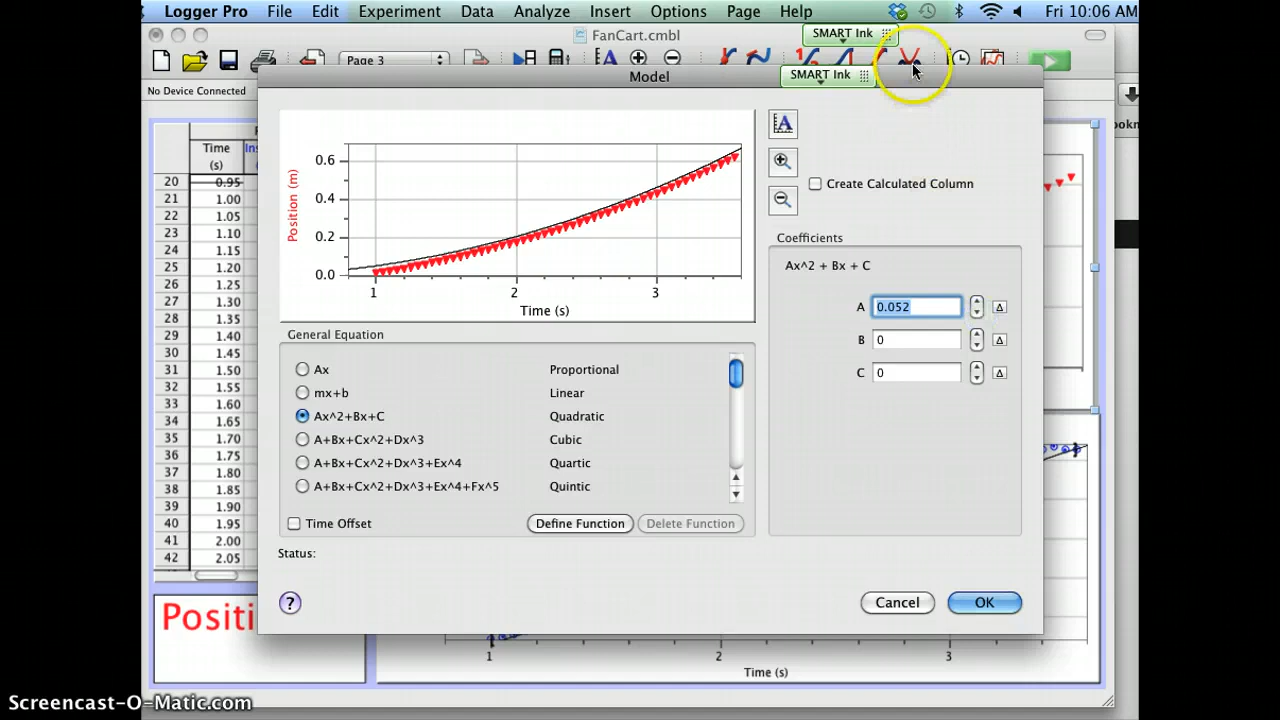 Logger Pro File Edit Experiment Data Analyze Insert Options Page Help Fri 10:06 AM
FanCart.cmbl
SMART Ink
Page 3
Model
SMART Ink
No Device Connected
Time
(s)
20 0.95
21 1.00
22 1.05
23 1.10
24 1.15
25 1.20
26 1.25
27 1.30
28 1.35
29 1.40
30 1.45
31 1.50
32 1.55
33 1.60
34 1.65
35 1.70
36 1.75
37 1.80
38 1.85
39 1.90
40 1.95
41 2.00
42 2.05
Positi
Position (m)
0.6
0.4
0.2
0.0
1 2 3
Time (s)
Create Calculated Column
Coefficients
Ax^2 + Bx + C
A 0.052
B 0
C 0
General Equation
Ax Proportional
mx+b Linear
Ax^2+Bx+C Quadratic
A+Bx+Cx^2+Dx^3 Cubic
A+Bx+Cx^2+Dx^3+Ex^4 Quartic
A+Bx+Cx^2+Dx^3+Ex^4+Fx^5 Quintic
Time Offset Define Function Delete Function
Status:
? Cancel OK
1 2 3
Time (s)
Screencast-O-Matic.com